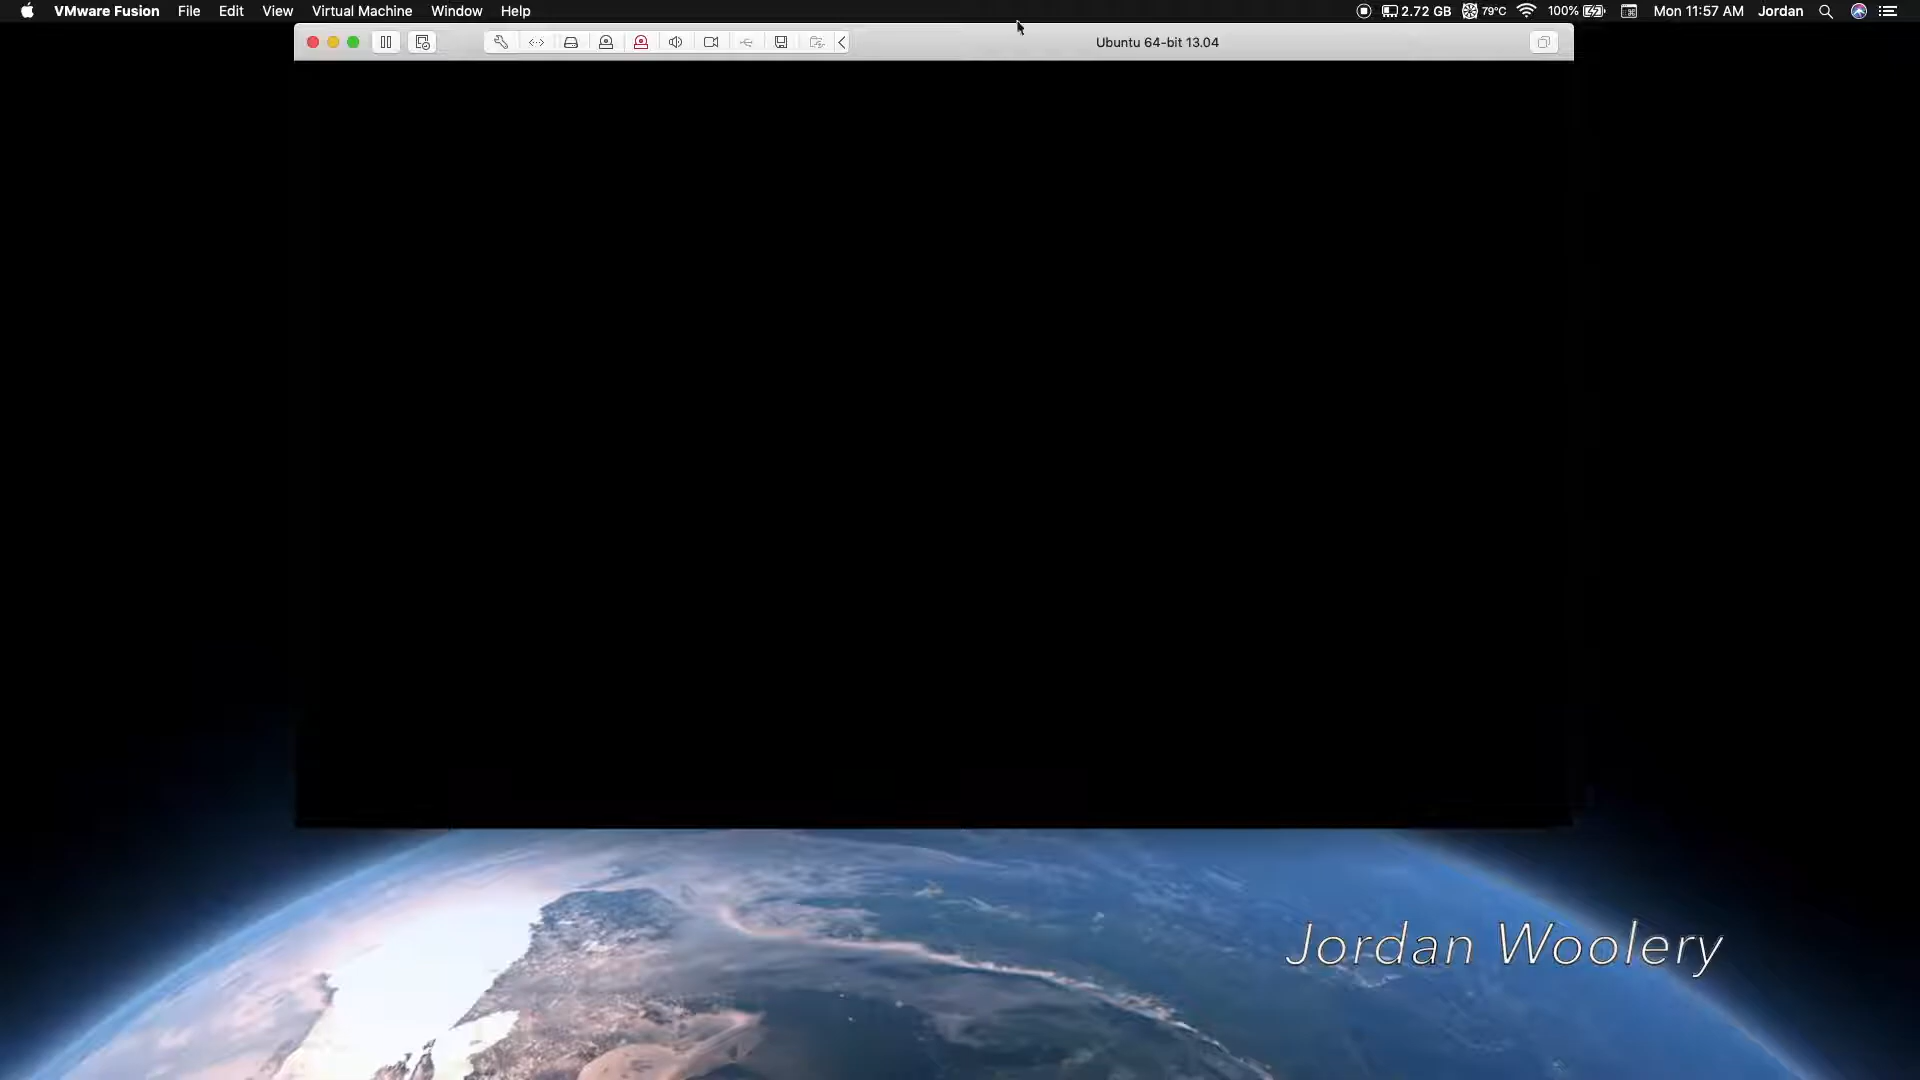 VMware Fusion File Edit View Virtual Machine Window Help 2.72 GB 79°C 100% Mon 11:57 AM Jordan
Ubuntu 64-bit 13.04
Jordan Woolery